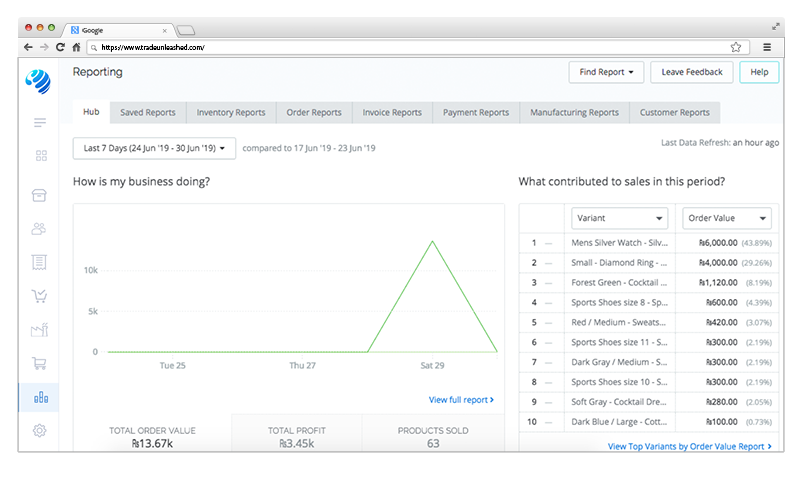 Google
https://www.tradeunleashed.com/
Reporting
Find Report
Leave Feedback
Help
Hub
Saved Reports
Inventory Reports
Order Reports
Invoice Reports
Payment Reports
Manufacturing Reports
Customer Reports
Last 7 Days (24 Jun '19 - 30 Jun '19)
compared to 17 Jun '19 - 23 Jun '19
Last Data Refresh: an hour ago
How is my business doing?
10k
5k
0
Tue 25
Thu 27
Sat 29
View full report
TOTAL ORDER VALUE
₨13.67k
TOTAL PROFIT
₨3.45k
PRODUCTS SOLD
63
What contributed to sales in this period?
Variant
Order Value
1 Mens Silver Watch - Silv... ₨6,000.00 (43.89%)
2 Small - Diamond Ring - ... ₨4,000.00 (29.26%)
3 Forest Green - Cocktail ... ₨1,120.00 (8.19%)
4 Sports Shoes size 8 - Sp... ₨600.00 (4.39%)
5 Red / Medium - Sweats... ₨420.00 (3.07%)
6 Sports Shoes size 11 - S... ₨300.00 (2.19%)
7 Dark Gray / Medium - S... ₨300.00 (2.19%)
8 Sports Shoes size 10 - S... ₨300.00 (2.19%)
9 Soft Gray - Cocktail Dre... ₨280.00 (2.05%)
10 Dark Blue / Large - Cott... ₨100.00 (0.73%)
View Top Variants by Order Value Report